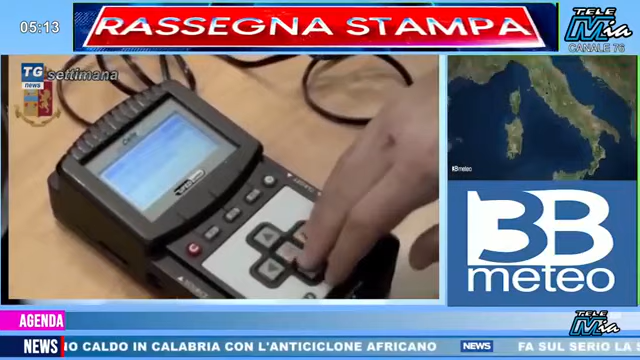 05:13
RASSEGNA STAMPA
TELE
Mia
CANALE 76
TG
news
settimana
3Bmeteo
3B
meteo
AGENDA
NEWS
IO CALDO IN CALABRIA CON L'ANTICICLONE AFRICANO
NEWS
FA SUL SERIO LA S
TELE
Mia